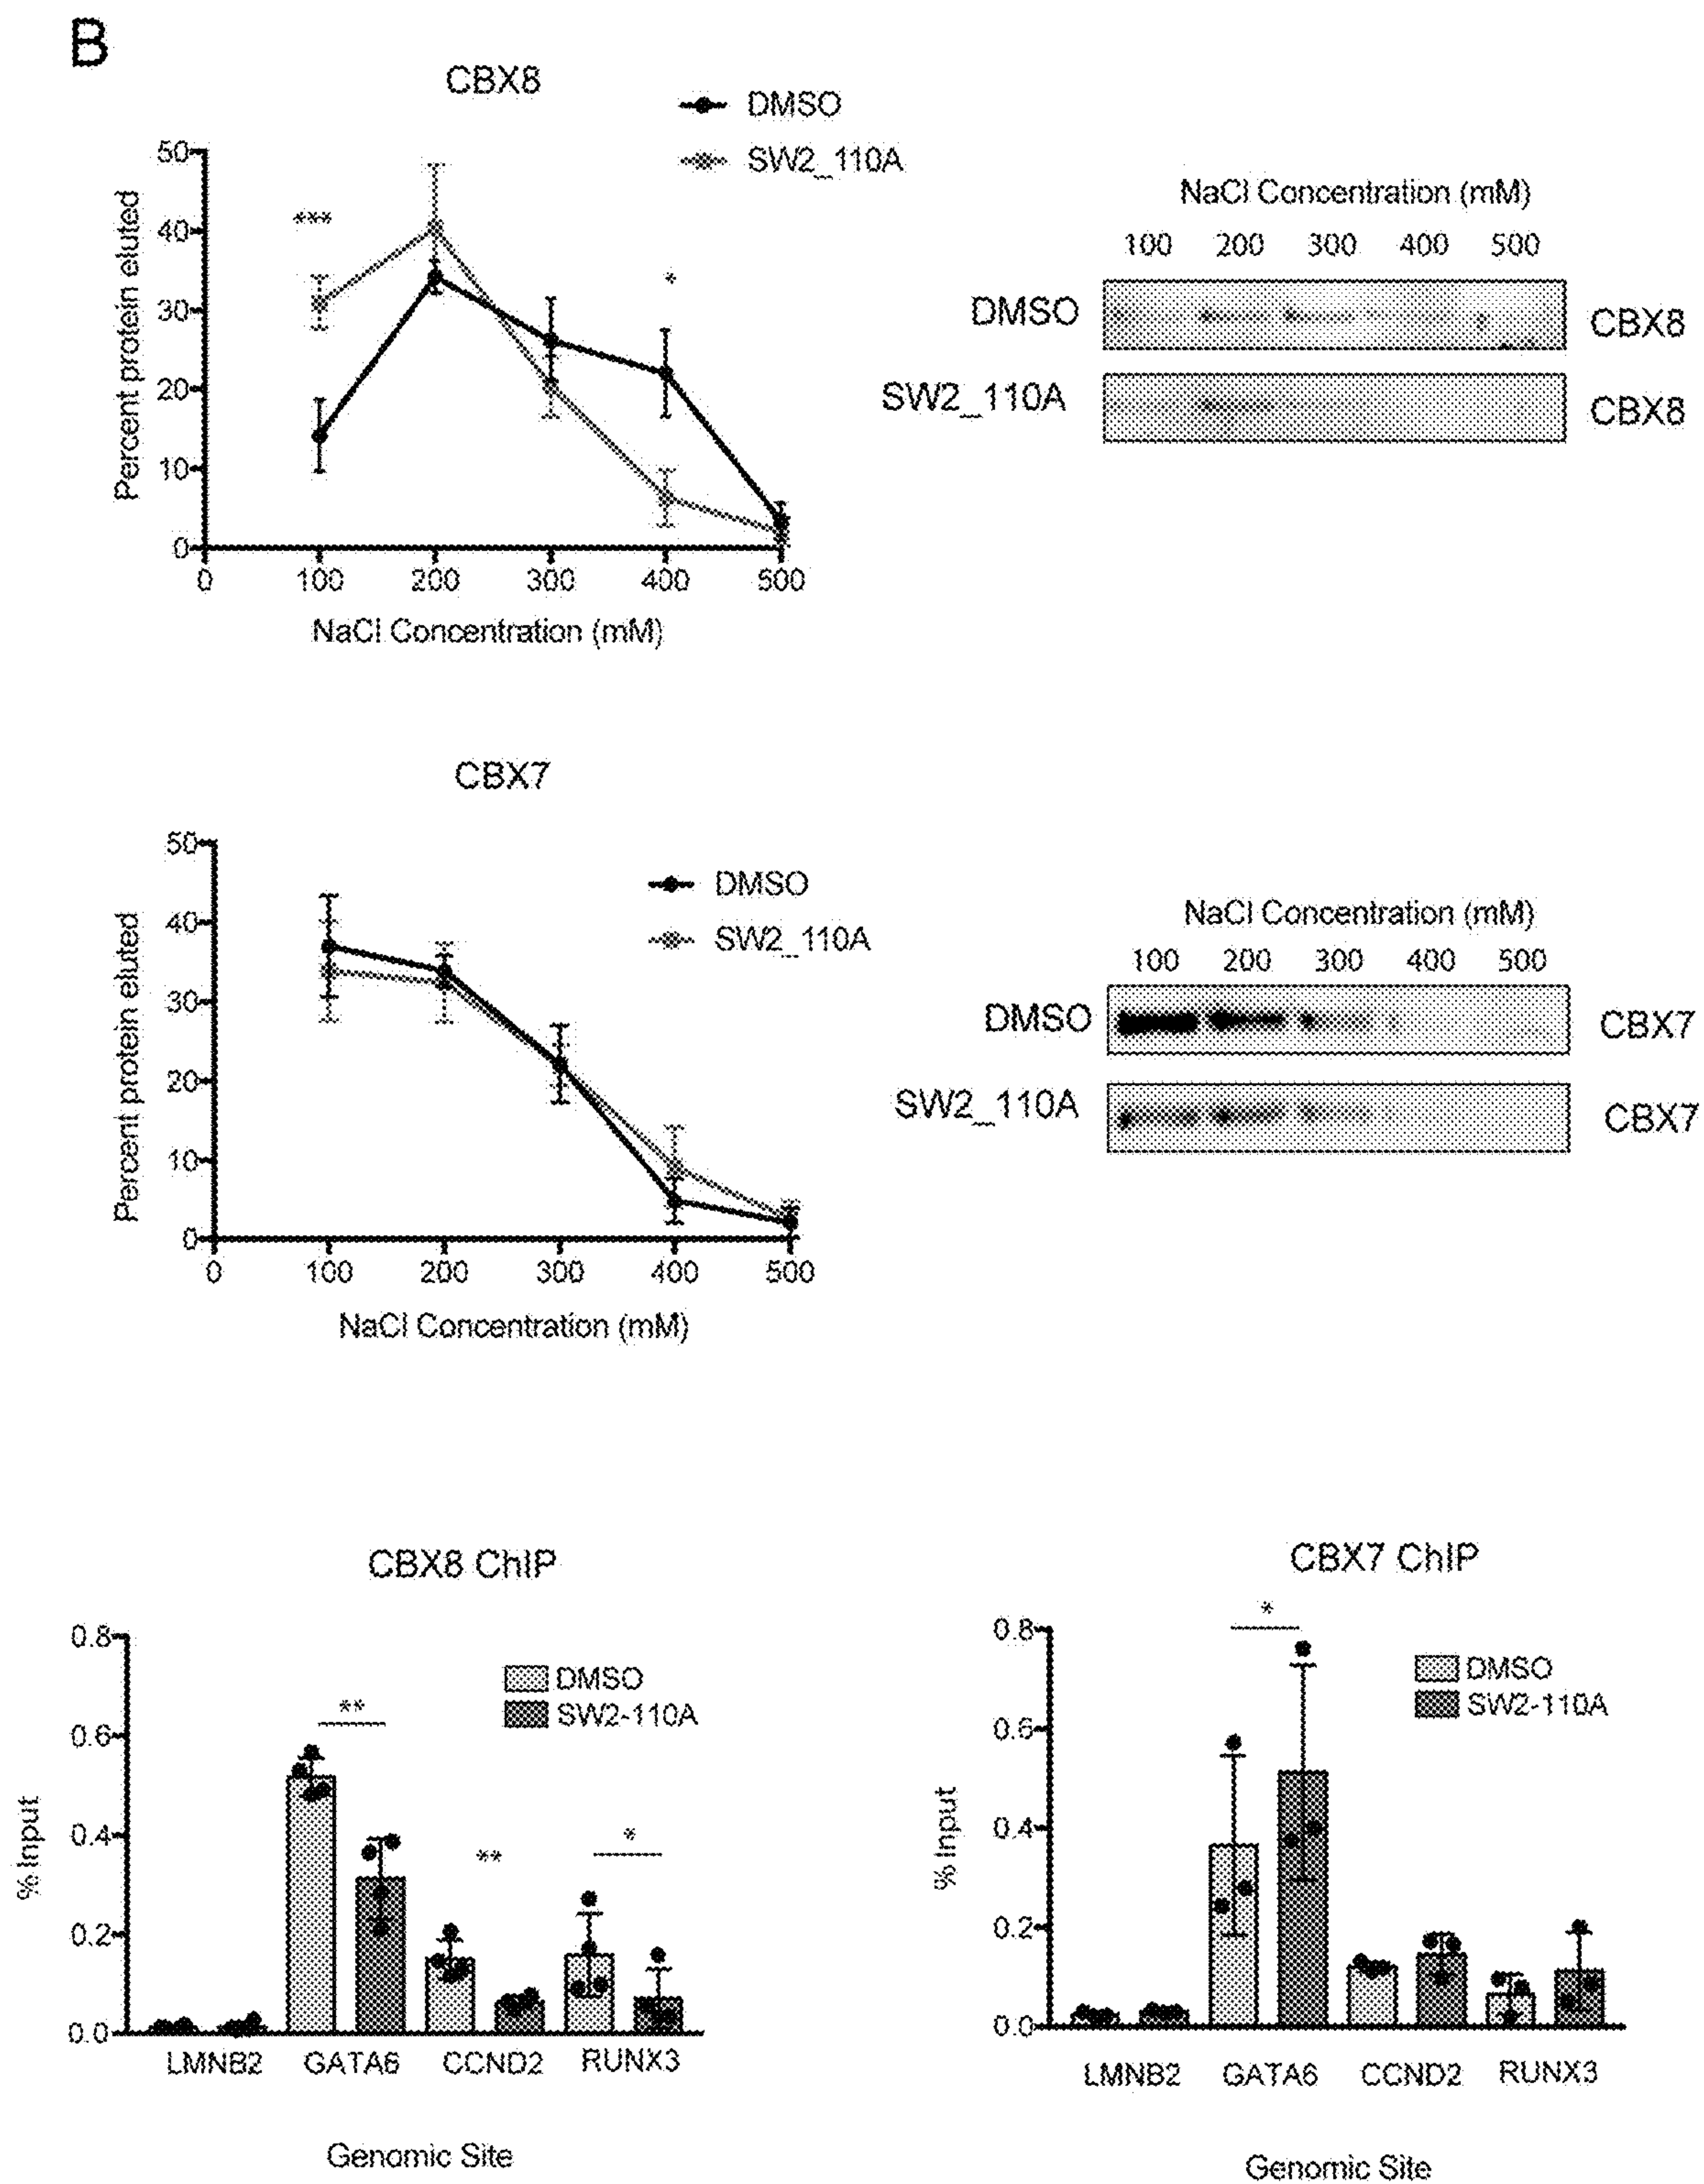 B
CBX8
DMSO
SW2_110A
50
40
30
20
10
0
***
*
Percent protein eluted
0 100 200 300 400 500
NaCl Concentration (mM)
NaCl Concentration (mM)
100 200 300 400 500
DMSO CBX8
SW2_110A CBX8
CBX7
DMSO
SW2_110A
50
40
30
20
10
0
Percent protein eluted
0 100 200 300 400 500
NaCl Concentration (mM)
NaCl Concentration (mM)
100 200 300 400 500
DMSO CBX7
SW2_110A CBX7
CBX8 ChIP
DMSO
SW2-110A
0.8
0.6
0.4
0.2
0.0
**
**
*
% Input
LMNB2 GATA6 CCND2 RUNX3
Genomic Site
CBX7 ChIP
*
DMSO
SW2-110A
0.8
0.6
0.4
0.2
0.0
% Input
LMNB2 GATA6 CCND2 RUNX3
Genomic Site